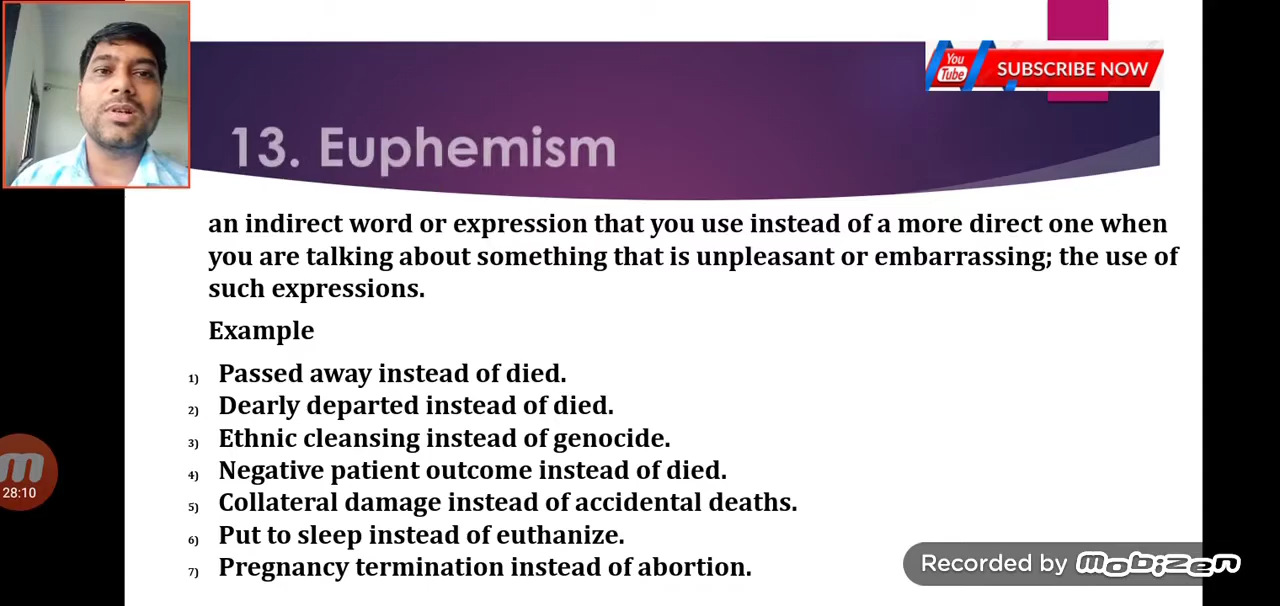 You
Tube
SUBSCRIBE NOW
13. Euphemism
an indirect word or expression that you use instead of a more direct one when
you are talking about something that is unpleasant or embarrassing; the use of
such expressions.
Example
1) Passed away instead of died.
2) Dearly departed instead of died.
3) Ethnic cleansing instead of genocide.
4) Negative patient outcome instead of died.
5) Collateral damage instead of accidental deaths.
6) Put to sleep instead of euthanize.
7) Pregnancy termination instead of abortion.
m
28:10
Recorded by mobizen